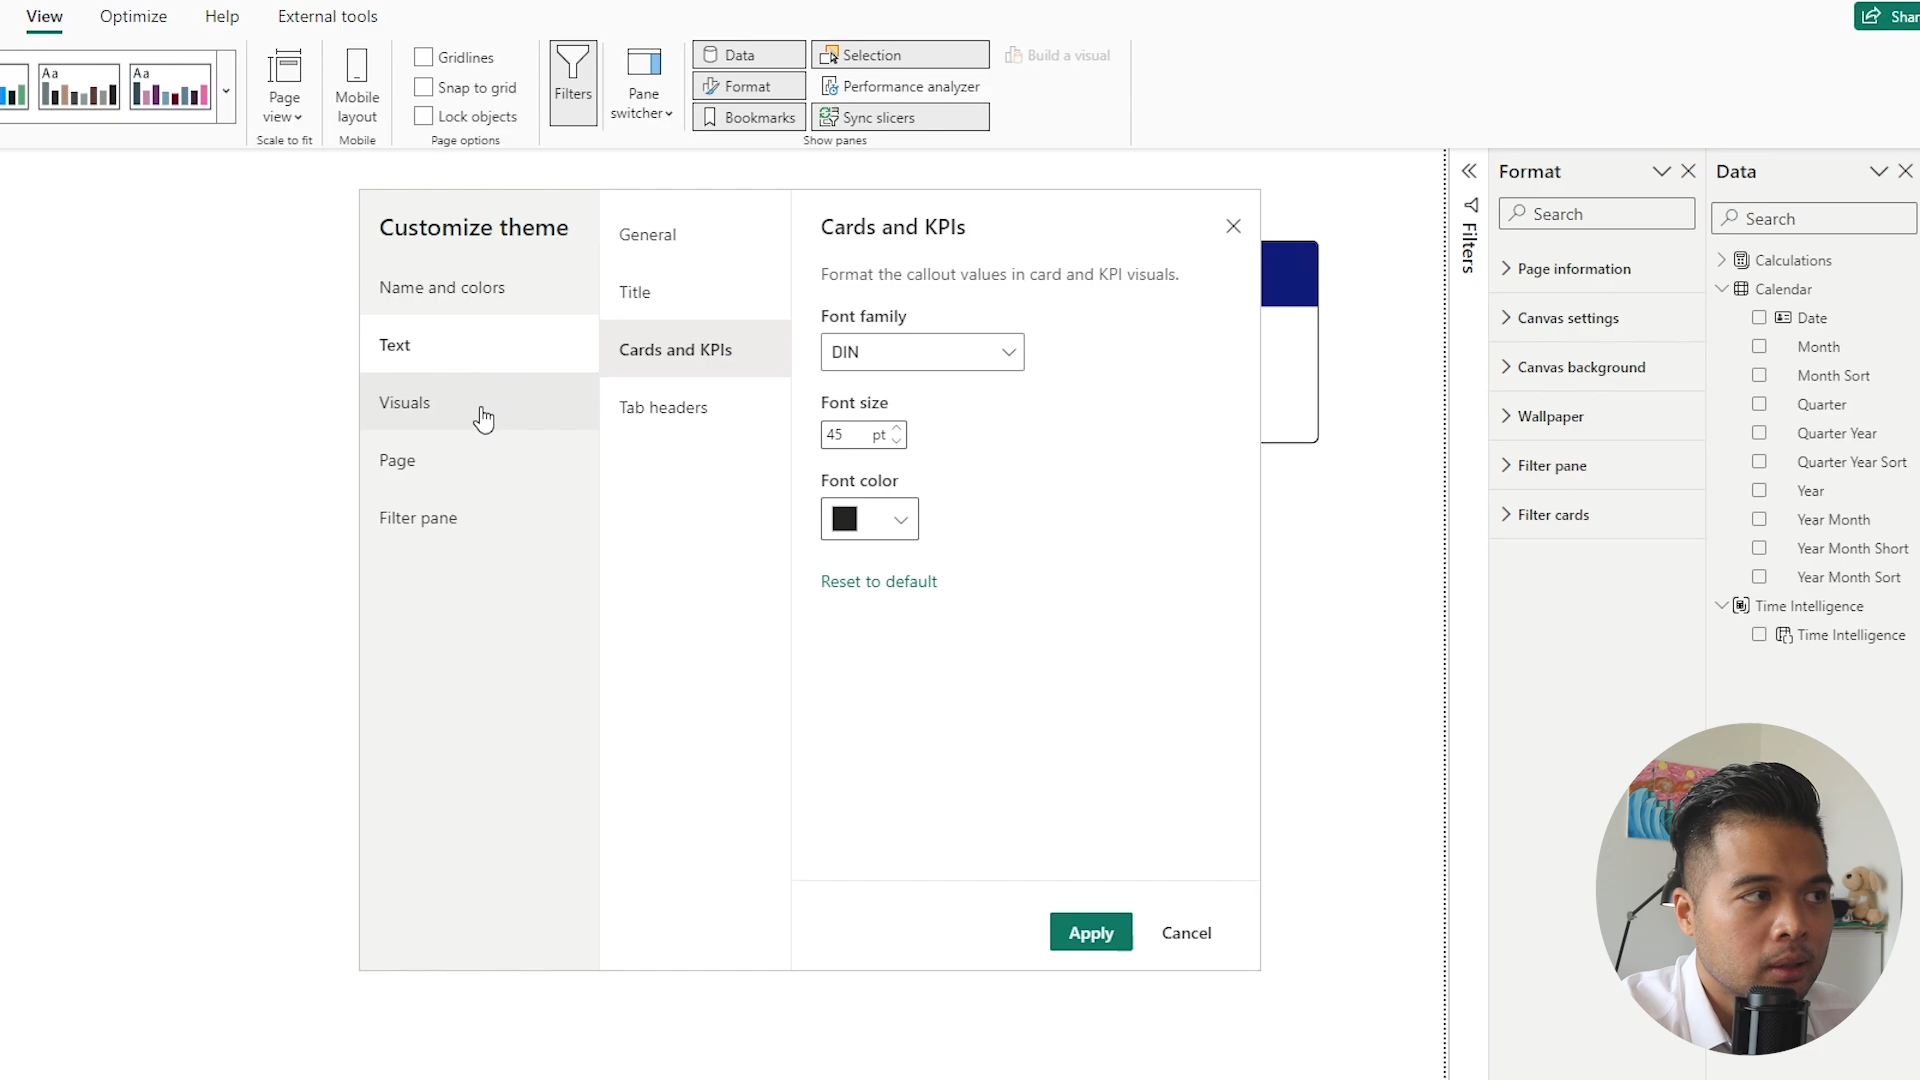 View
Optimize
Help
External tools
Shar
Aa
Aa
Page view
Scale to fit
Mobile layout
Mobile
Gridlines
Snap to grid
Lock objects
Page options
Filters
Pane switcher
Data
Format
Bookmarks
Selection
Performance analyzer
Sync slicers
Build a visual
Show panes
Customize theme
Name and colors
Text
Visuals
Page
Filter pane
General
Title
Cards and KPIs
Tab headers
Cards and KPIs
Format the callout values in card and KPI visuals.
Font family
DIN
Font size
45 pt
Font color
Reset to default
Apply
Cancel
Filters
Format
Search
Page information
Canvas settings
Canvas background
Wallpaper
Filter pane
Filter cards
Data
Search
Calculations
Calendar
Date
Month
Month Sort
Quarter
Quarter Year
Quarter Year Sort
Year
Year Month
Year Month Short
Year Month Sort
Time Intelligence
Time Intelligence